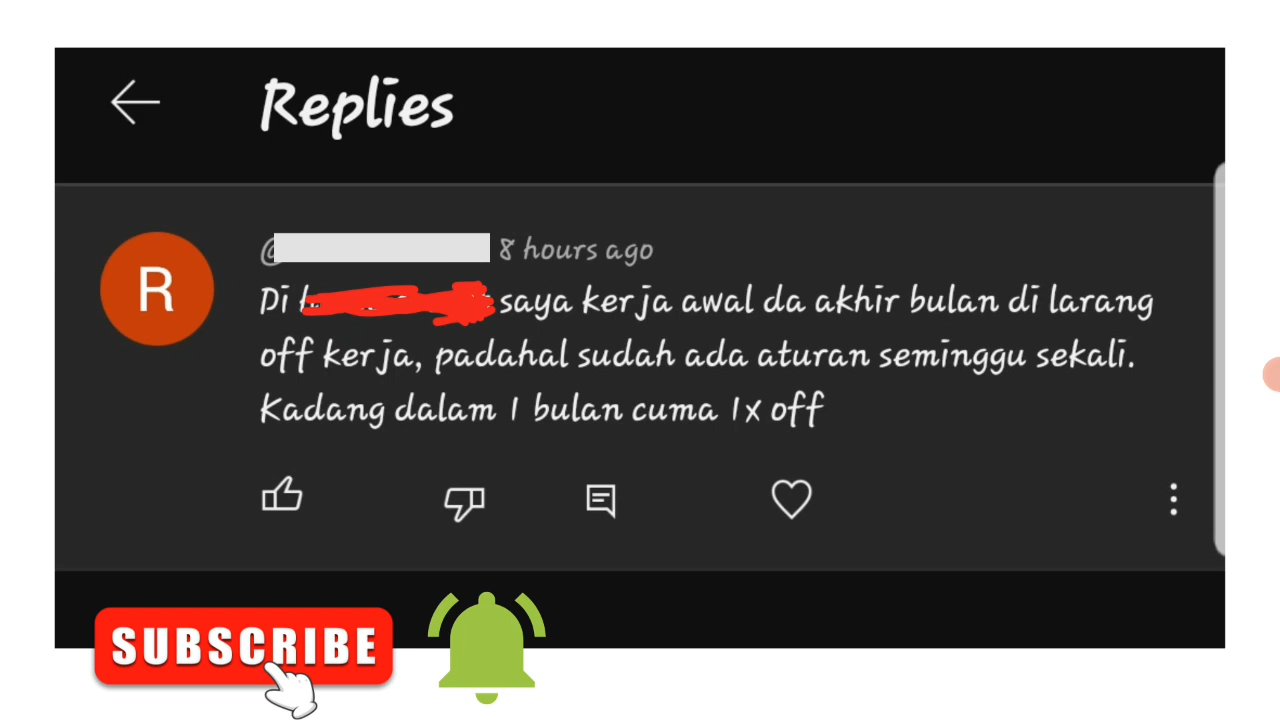 Replies
8 hours ago
Di saya kerja awal da akhir bulan di larang
off kerja, padahal sudah ada aturan seminggu sekali.
Kadang dalam 1 bulan cuma 1x off
R
SUBSCRIBE